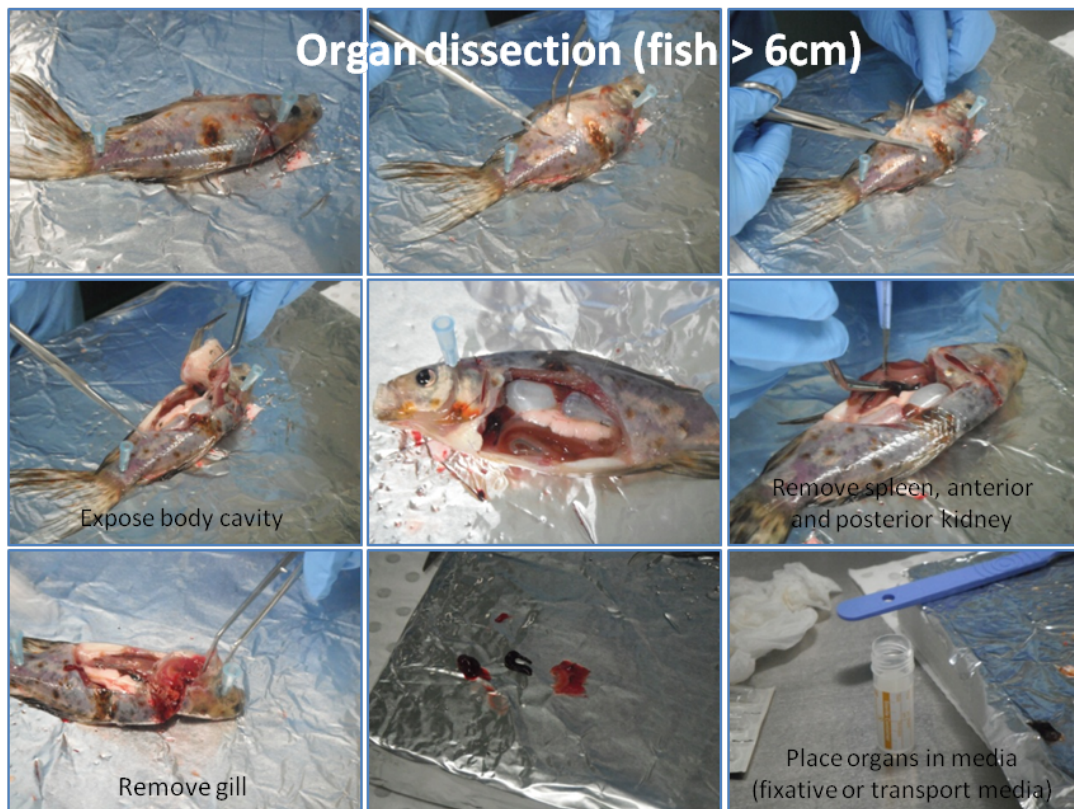 Organ dissection (fish > 6cm)
Expose body cavity
Remove spleen, anterior
and posterior kidney
Remove gill
Place organs in media
(fixative or transport media)